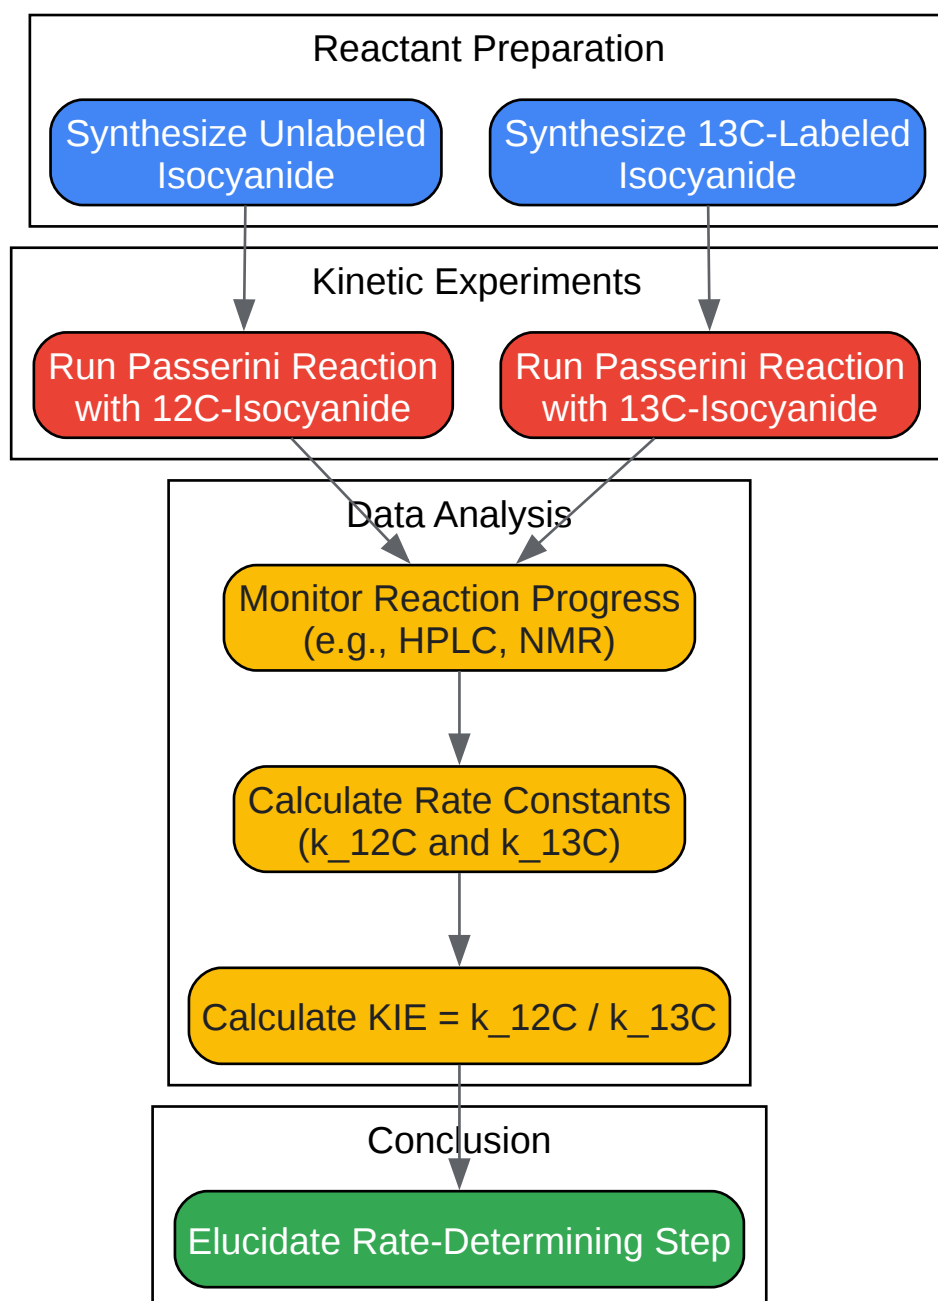 Reactant Preparation
Synthesize Unlabeled
Isocyanide
Synthesize 13C-Labeled
Isocyanide
Kinetic Experiments
Run Passerini Reaction
with 12C-Isocyanide
Run Passerini Reaction
with 13C-Isocyanide
Data Analysis
Monitor Reaction Progress
(e.g., HPLC, NMR)
Calculate Rate Constants
(k_12C and k_13C)
Calculate KIE = k_12C / k_13C
Conclusion
Elucidate Rate-Determining Step